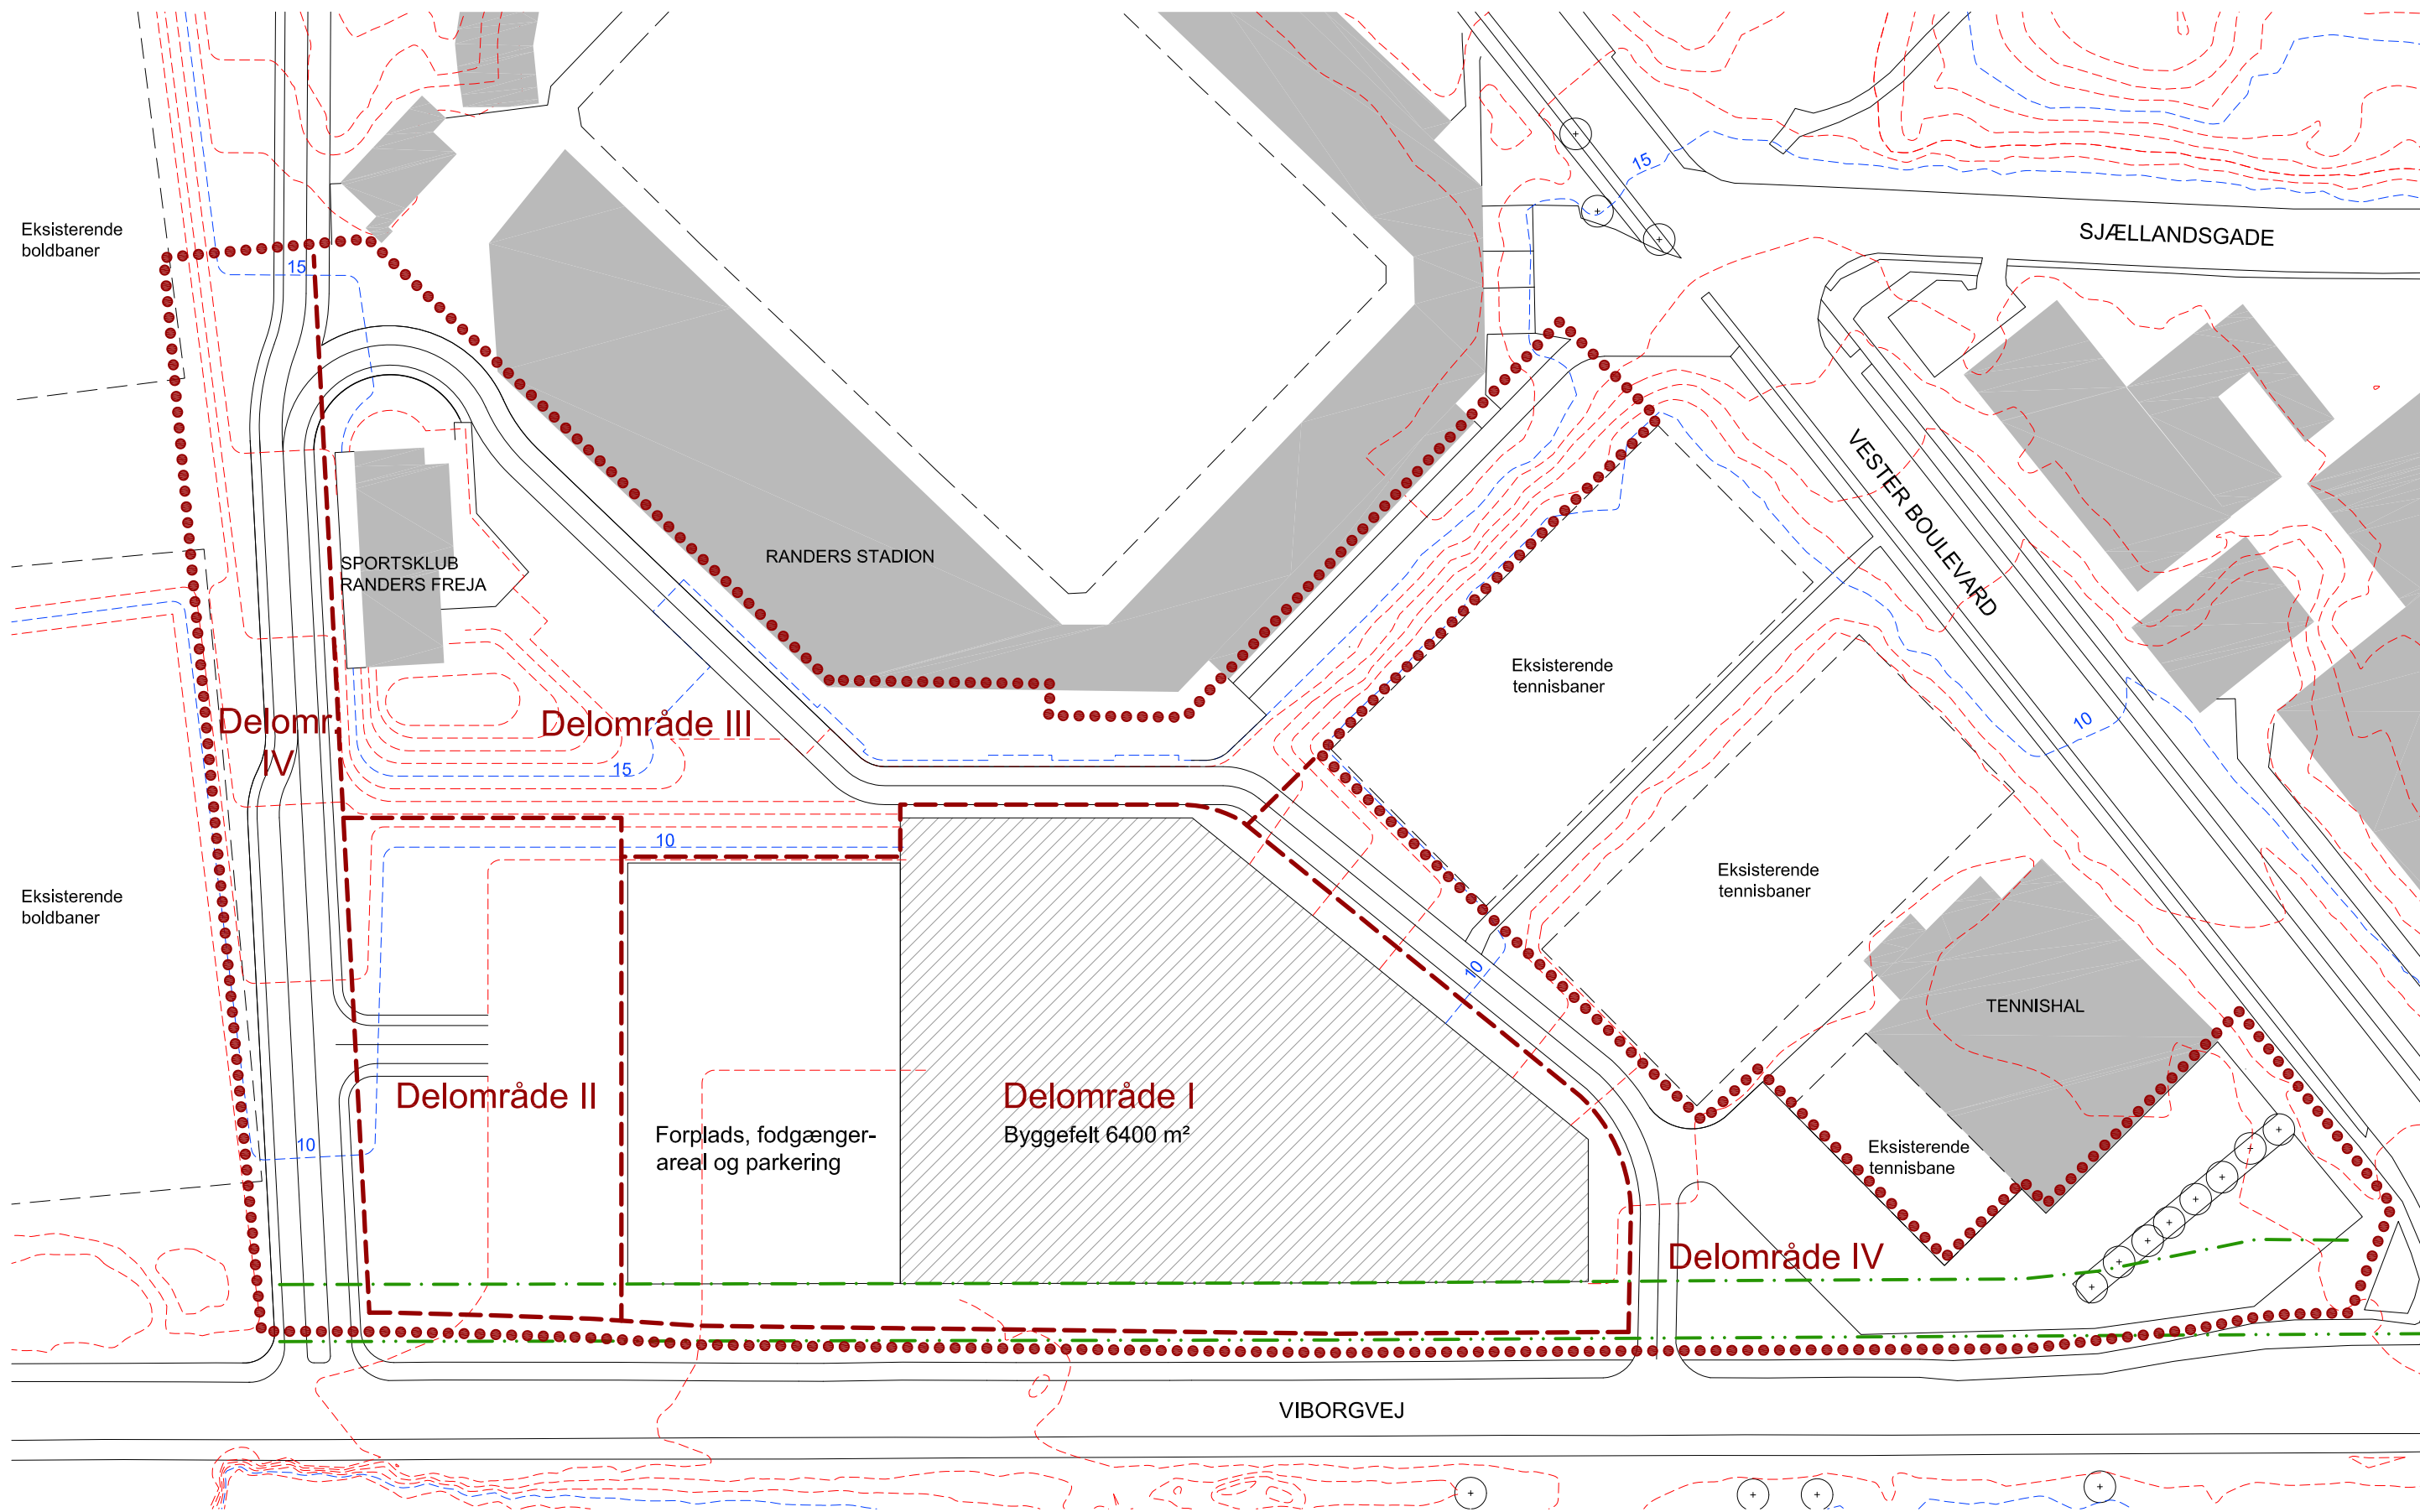 15
Eksisterende
boldbaner
SJÆLLANDSGADE
15
VESTER BOULEVARD
SPORTSKLUB
RANDERS FREJA
RANDERS STADION
Eksisterende
tennisbaner
Delomr.
IV
Delområde III
15
10
10
Eksisterende
boldbaner
Eksisterende
tennisbaner
10
TENNISHAL
Delområde II
Delområde I
Byggefelt 6400 m²
Forplads, fodgænger-
areal og parkering
10
Eksisterende
tennisbane
Delområde IV
VIBORGVEJ